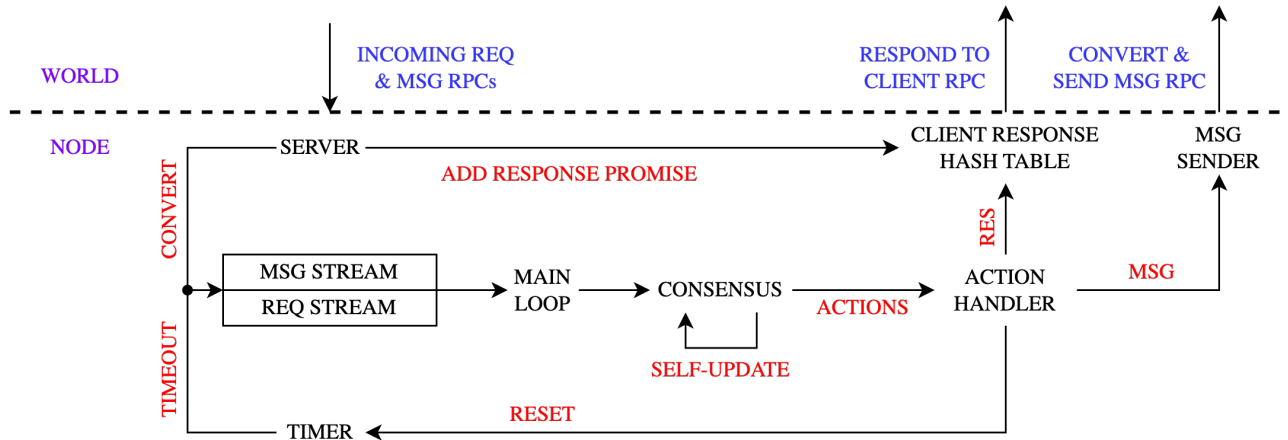 INCOMING REQ
& MSG RPCs
RESPOND TO
CLIENT RPC
CONVERT &
SEND MSG RPC
WORLD
NODE
SERVER
CLIENT RESPONSE
HASH TABLE
MSG
SENDER
ADD RESPONSE PROMISE
CONVERT
RES
MSG STREAM
REQ STREAM
MAIN
LOOP
CONSENSUS
ACTIONS
ACTION
HANDLER
MSG
SELF-UPDATE
TIMEOUT
RESET
TIMER